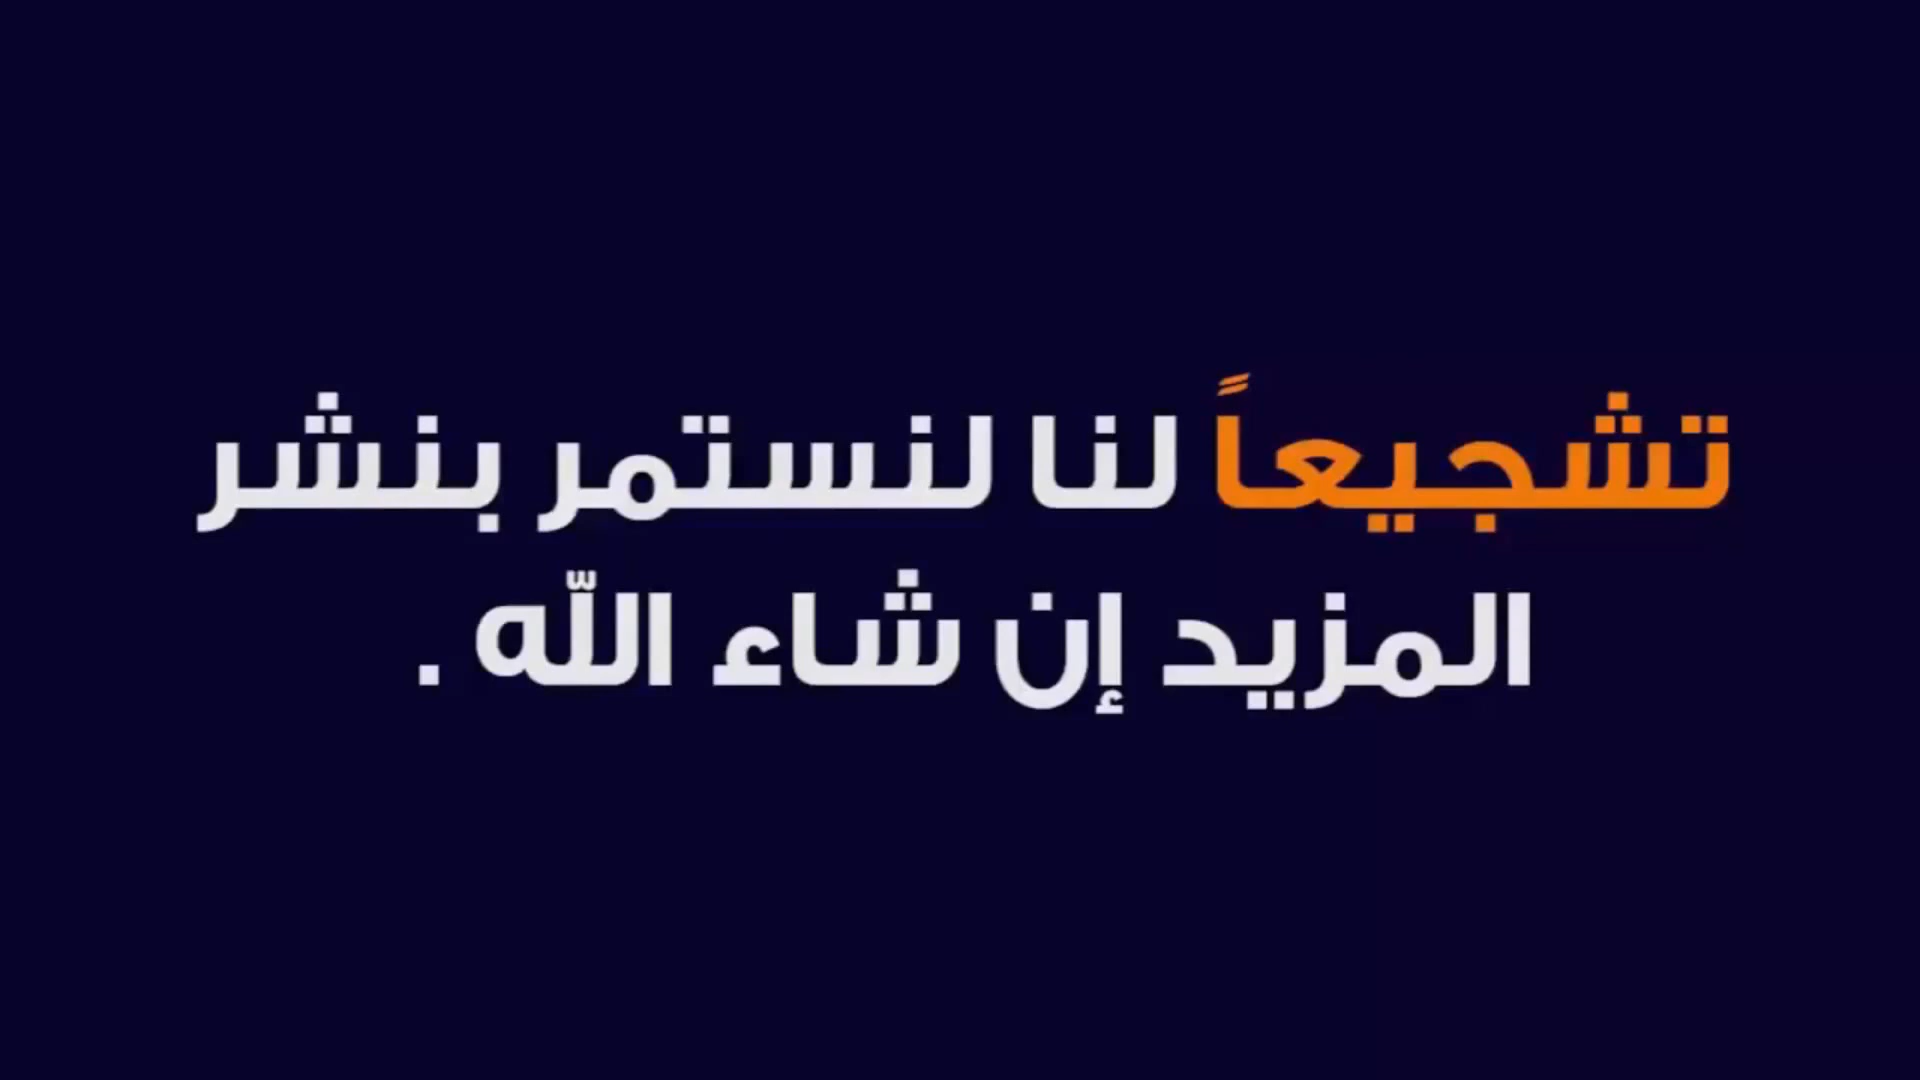 تشجيعاً لنا لنستمر بنشر
المزيد إن شاء اللّه .